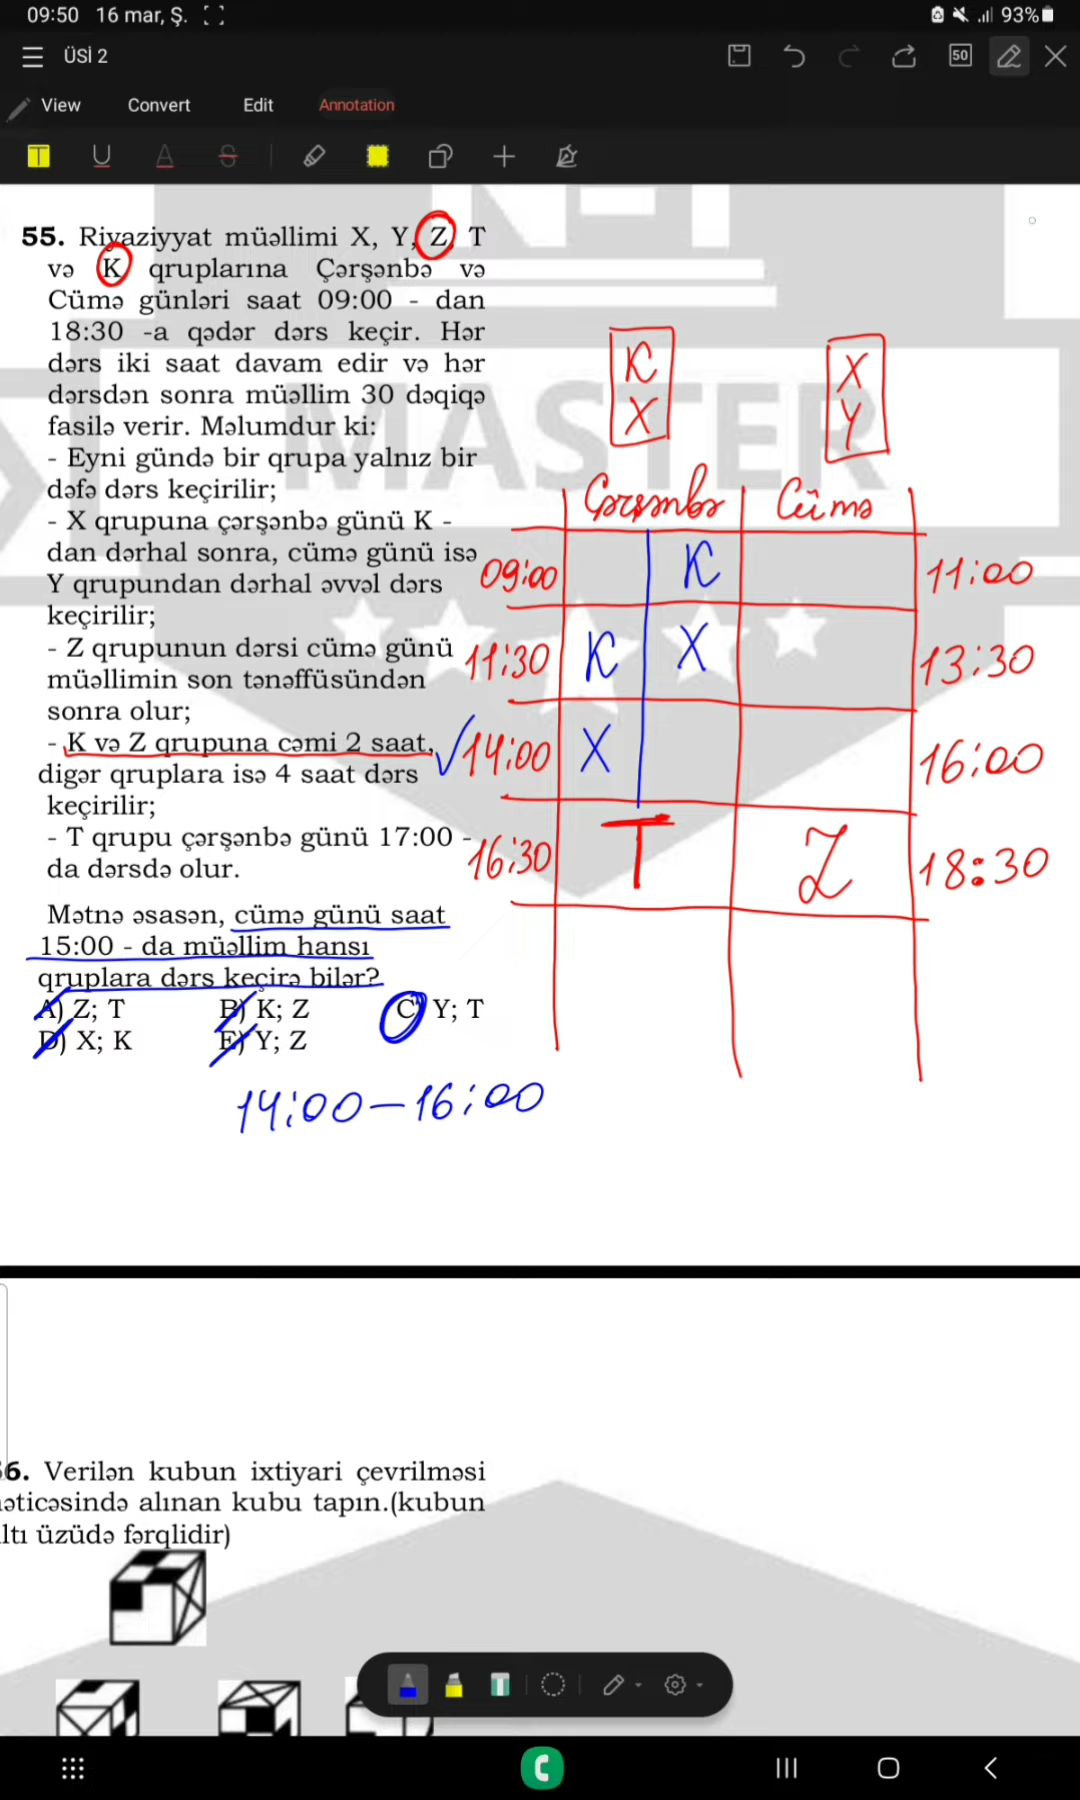 09:50 16 mar, Ş.
93%
ÜSİ 2
50
View Convert Edit Annotation
T U A S
MASTER
55. Riyaziyyat müəllimi X, Y, Z, T
və K qruplarına Çərşənbə və
Cümə günləri saat 09:00 - dan
18:30 -a qədər dərs keçir. Hər
dərs iki saat davam edir və hər
dərsdən sonra müəllim 30 dəqiqə
fasilə verir. Məlumdur ki:
- Eyni gündə bir qrupa yalnız bir
dəfə dərs keçirilir;
- X qrupuna çərşənbə günü K -
dan dərhal sonra, cümə günü isə
Y qrupundan dərhal əvvəl dərs
keçirilir;
- Z qrupunun dərsi cümə günü
müəllimin son tənəffüsündən
sonra olur;
- K və Z qrupuna cəmi 2 saat,
digər qruplara isə 4 saat dərs
keçirilir;
- T qrupu çərşənbə günü 17:00 -
da dərsdə olur.
Mətnə əsasən, cümə günü saat
15:00 - da müəllim hansı
qruplara dərs keçirə bilər?
A) Z; T B) K; Z C) Y; T
D) X; K E) Y; Z
14:00-16:00
K X
X Y
Çərşənbə Cümə
09:00 K 11:00
11:30 K X 13:30
14:00 X 16:00
16:30 T Z 18:30
6. Verilən kubun ixtiyari çevrilməsi
əticəsində alınan kubu tapın.(kubun
ltı üzüdə fərqlidir)